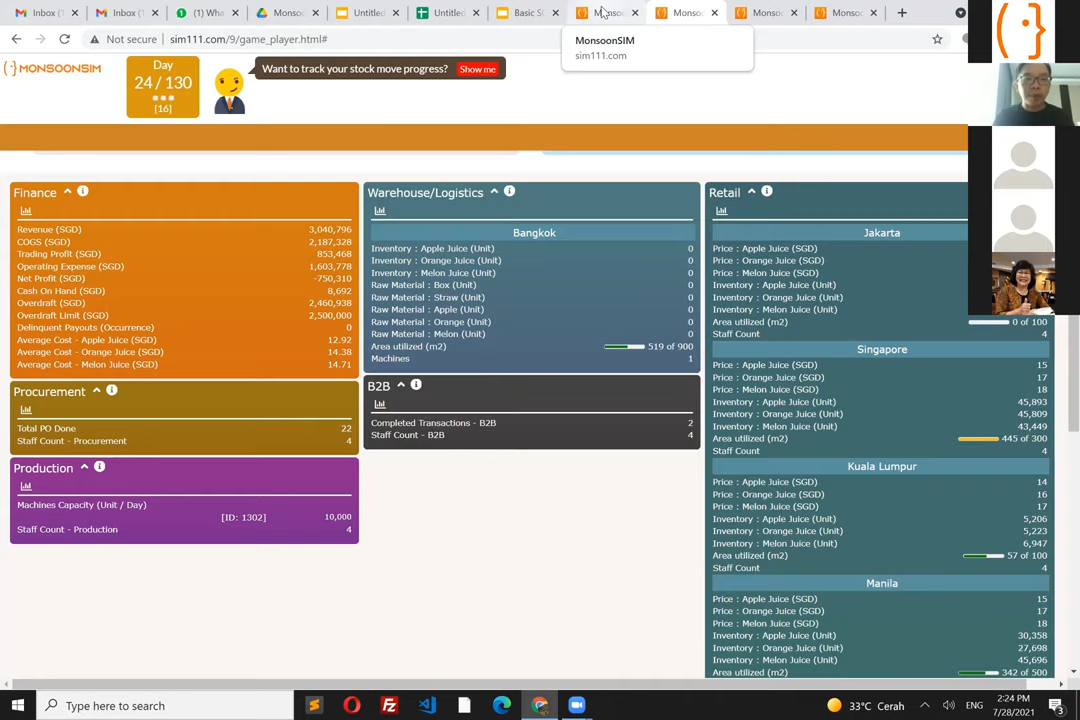 Inbox (1
Inbox (1
(1) Wha
Monsoo
Untitled
Untitled
Basic S
Monsoo
Monsoo
Monsoo
Monsoo
Not secure
sim111.com/9/game_player.html#
MonsoonSIM
sim111.com
MONSOONSIM
Day
24 / 130
[16]
Want to track your stock move progress? Show me
Finance
Revenue (SGD) 3,040,796
COGS (SGD) 2,187,328
Trading Profit (SGD) 853,468
Operating Expense (SGD) 1,603,778
Net Profit (SGD) -750,310
Cash On Hand (SGD) 8,692
Overdraft (SGD) 2,460,938
Overdraft Limit (SGD) 2,500,000
Delinquent Payouts (Occurrence) 0
Average Cost - Apple Juice (SGD) 12.92
Average Cost - Orange Juice (SGD) 14.38
Average Cost - Melon Juice (SGD) 14.71
Procurement
Total PO Done 22
Staff Count - Procurement 4
Production
Machines Capacity (Unit / Day)
[ID: 1302] 10,000
Staff Count - Production 4
Warehouse/Logistics
Bangkok
Inventory : Apple Juice (Unit) 0
Inventory : Orange Juice (Unit) 0
Inventory : Melon Juice (Unit) 0
Raw Material : Box (Unit) 0
Raw Material : Straw (Unit) 0
Raw Material : Apple (Unit) 0
Raw Material : Orange (Unit) 0
Raw Material : Melon (Unit) 0
Area utilized (m2) 519 of 900
Machines 1
B2B
Completed Transactions - B2B 2
Staff Count - B2B 4
Retail
Jakarta
Price : Apple Juice (SGD)
Price : Orange Juice (SGD)
Price : Melon Juice (SGD)
Inventory : Apple Juice (Unit)
Inventory : Orange Juice (Unit)
Inventory : Melon Juice (Unit)
Area utilized (m2) 0 of 100
Staff Count 4
Singapore
Price : Apple Juice (SGD) 15
Price : Orange Juice (SGD) 17
Price : Melon Juice (SGD) 18
Inventory : Apple Juice (Unit) 45,893
Inventory : Orange Juice (Unit) 45,809
Inventory : Melon Juice (Unit) 43,449
Area utilized (m2) 445 of 300
Staff Count 4
Kuala Lumpur
Price : Apple Juice (SGD) 14
Price : Orange Juice (SGD) 16
Price : Melon Juice (SGD) 17
Inventory : Apple Juice (Unit) 5,206
Inventory : Orange Juice (Unit) 5,223
Inventory : Melon Juice (Unit) 6,947
Area utilized (m2) 57 of 100
Staff Count 4
Manila
Price : Apple Juice (SGD) 15
Price : Orange Juice (SGD) 17
Price : Melon Juice (SGD) 18
Inventory : Apple Juice (Unit) 30,358
Inventory : Orange Juice (Unit) 27,698
Inventory : Melon Juice (Unit) 45,696
Area utilized (m2) 342 of 500
Type here to search
33°C Cerah
ENG
2:24 PM
7/28/2021
3